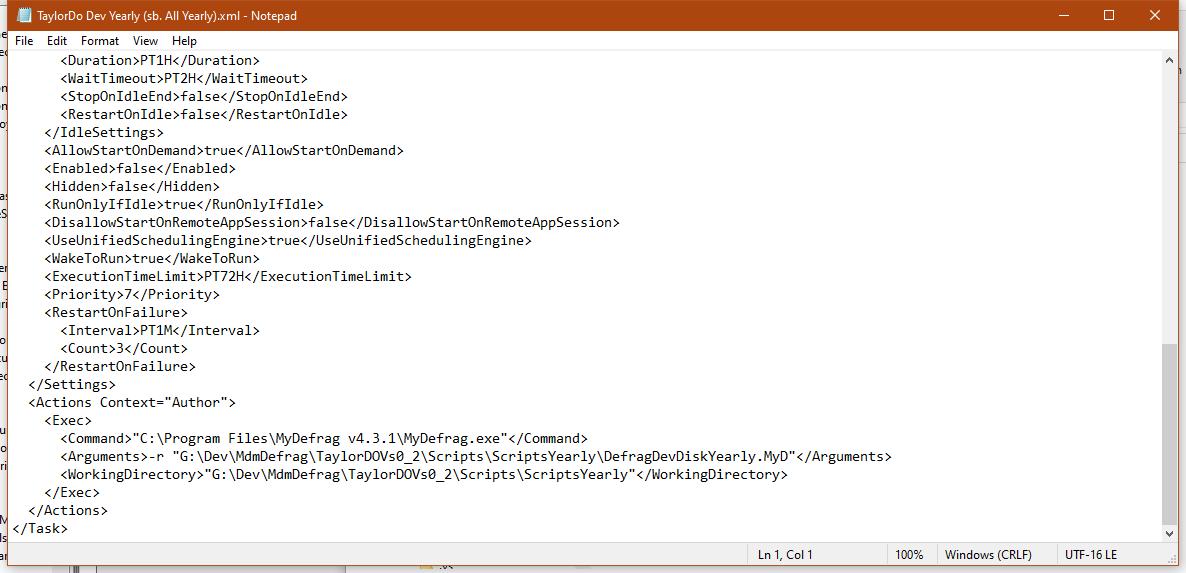 TaylorDo Dev Yearly (sb. All Yearly).xml - Notepad
File Edit Format View Help
<Duration>PT1H</Duration>
<WaitTimeout>PT2H</WaitTimeout>
<StopOnIdleEnd>false</StopOnIdleEnd>
<RestartOnIdle>false</RestartOnIdle>
</IdleSettings>
<AllowStartOnDemand>true</AllowStartOnDemand>
<Enabled>false</Enabled>
<Hidden>false</Hidden>
<RunOnlyIfIdle>true</RunOnlyIfIdle>
<DisallowStartOnRemoteAppSession>false</DisallowStartOnRemoteAppSession>
<UseUnifiedSchedulingEngine>true</UseUnifiedSchedulingEngine>
<WakeToRun>true</WakeToRun>
<ExecutionTimeLimit>PT72H</ExecutionTimeLimit>
<Priority>7</Priority>
<RestartOnFailure>
<Interval>PT1M</Interval>
<Count>3</Count>
</RestartOnFailure>
</Settings>
<Actions Context="Author">
<Exec>
<Command>"C:\Program Files\MyDefrag v4.3.1\MyDefrag.exe"</Command>
<Arguments>-r "G:\Dev\MdmDefrag\TaylorDOVs0_2\Scripts\ScriptsYearly\DefragDevDiskYearly.MyD"</Arguments>
<WorkingDirectory>"G:\Dev\MdmDefrag\TaylorDOVs0_2\Scripts\ScriptsYearly"</WorkingDirectory>
</Exec>
</Actions>
</Task>
Ln 1, Col 1 100% Windows (CRLF) UTF-16 LE